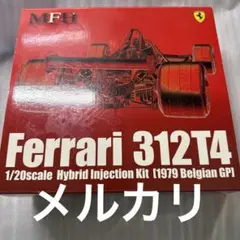 MFH
Ferrari 312T4
1/20scale Hybrid Injection Kit [1979 Belgian GP]
メルカリ